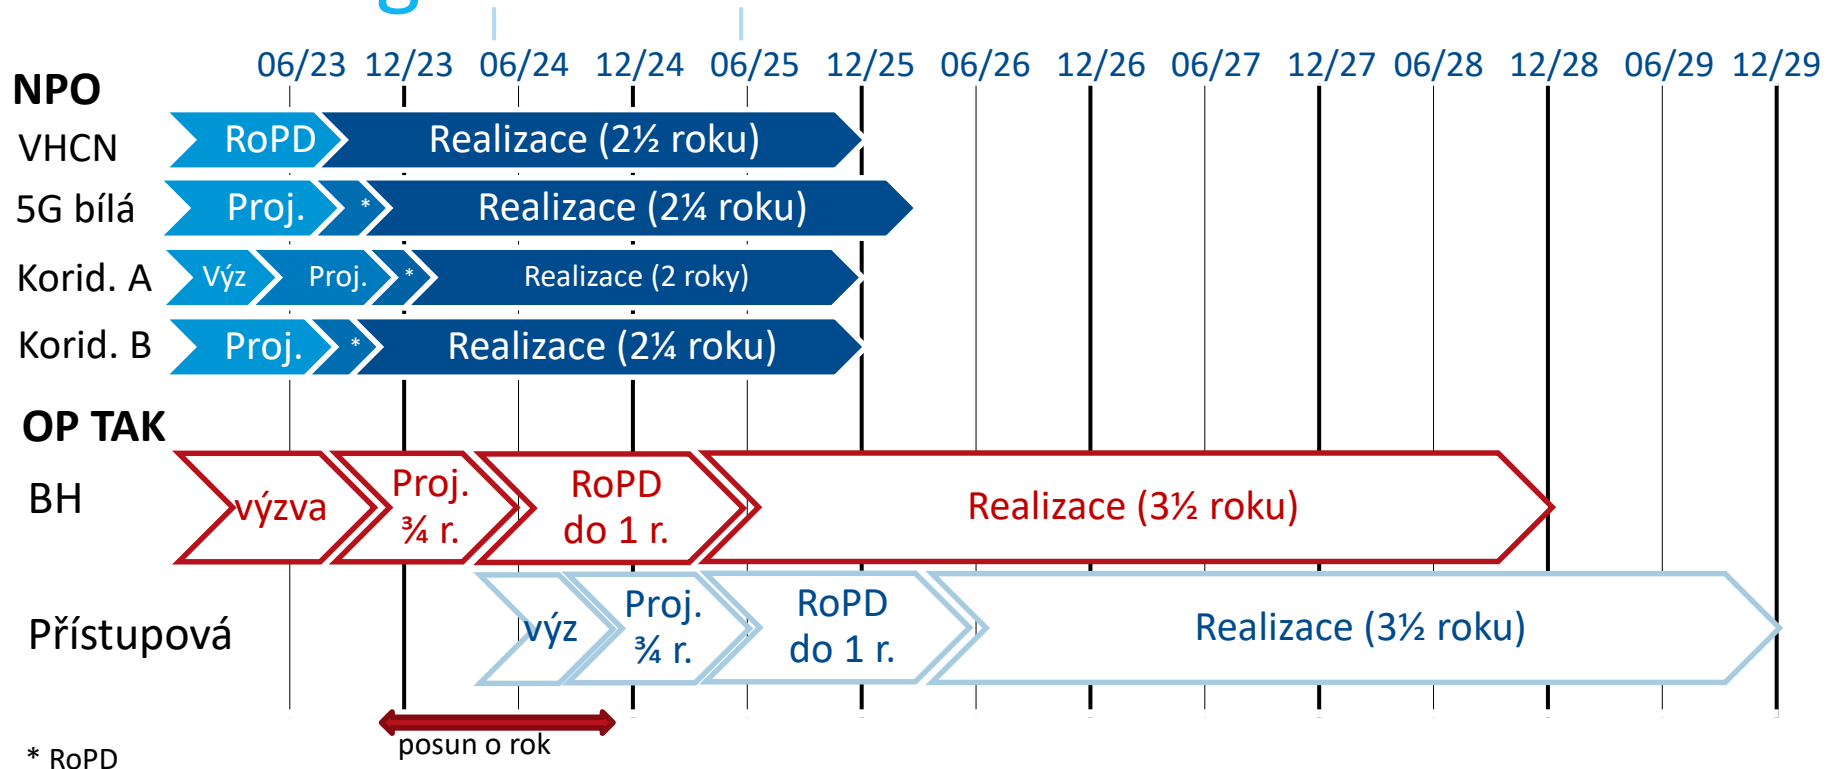 06/23 12/23 06/24 12/24 06/25 12/25 06/26 12/26 06/27 12/27 06/28 12/28 06/29 12/29
NPO
VHCN RoPD Realizace (2½ roku)
5G bílá Proj. * Realizace (2¼ roku)
Korid. A Výz Proj. * Realizace (2 roky)
Korid. B Proj. * Realizace (2¼ roku)
OP TAK
BH výzva Proj. ¾ r. RoPD do 1 r. Realizace (3½ roku)
Přístupová výz Proj. ¾ r. RoPD do 1 r. Realizace (3½ roku)
posun o rok
* RoPD